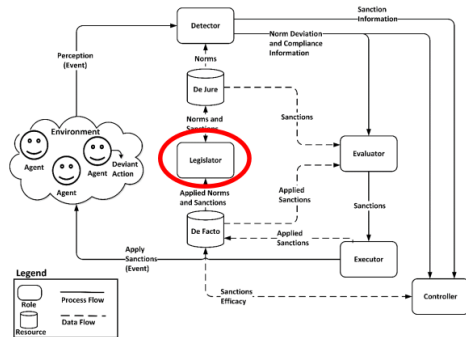 Sanction
Information
Detector
Perception
(Event)
Norms
Norm Deviation
and Compliance
Information
De Jure
Sanctions
Norms and
Sanctions
Environment
Agent
Agent
Agent
Deviant
Action
Legislator
Evaluator
Applied Norms
and Sanctions
Applied
Sanctions
Sanctions
De Facto
Applied
Sanctions
Apply
Sanctions
(Event)
Executor
Legend
Role
Process Flow
Resource
Data Flow
Sanctions
Efficacy
Controller